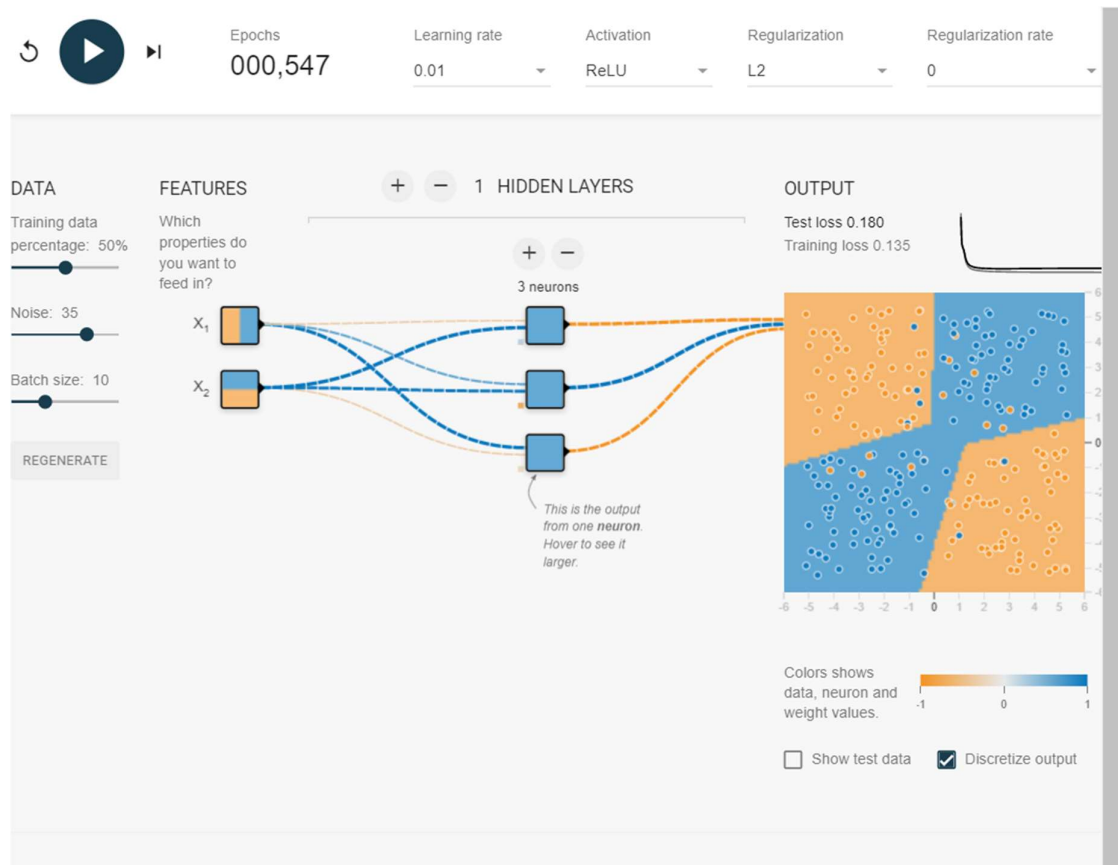 Epochs
000,547
Learning rate
0.01
Activation
ReLU
Regularization
L2
Regularization rate
0
DATA
Training data
percentage: 50%
Noise: 35
Batch size: 10
REGENERATE
FEATURES
Which
properties do
you want to
feed in?
X1
X2
+ − 1 HIDDEN LAYERS
+ −
3 neurons
This is the output
from one neuron.
Hover to see it
larger.
OUTPUT
Test loss 0.180
Training loss 0.135
6
5
4
3
2
1
0
-1
-2
-3
-4
-5
-6 -5 -4 -3 -2 -1 0 1 2 3 4 5 6
Colors shows
data, neuron and
weight values.
-1 0 1
Show test data
Discretize output